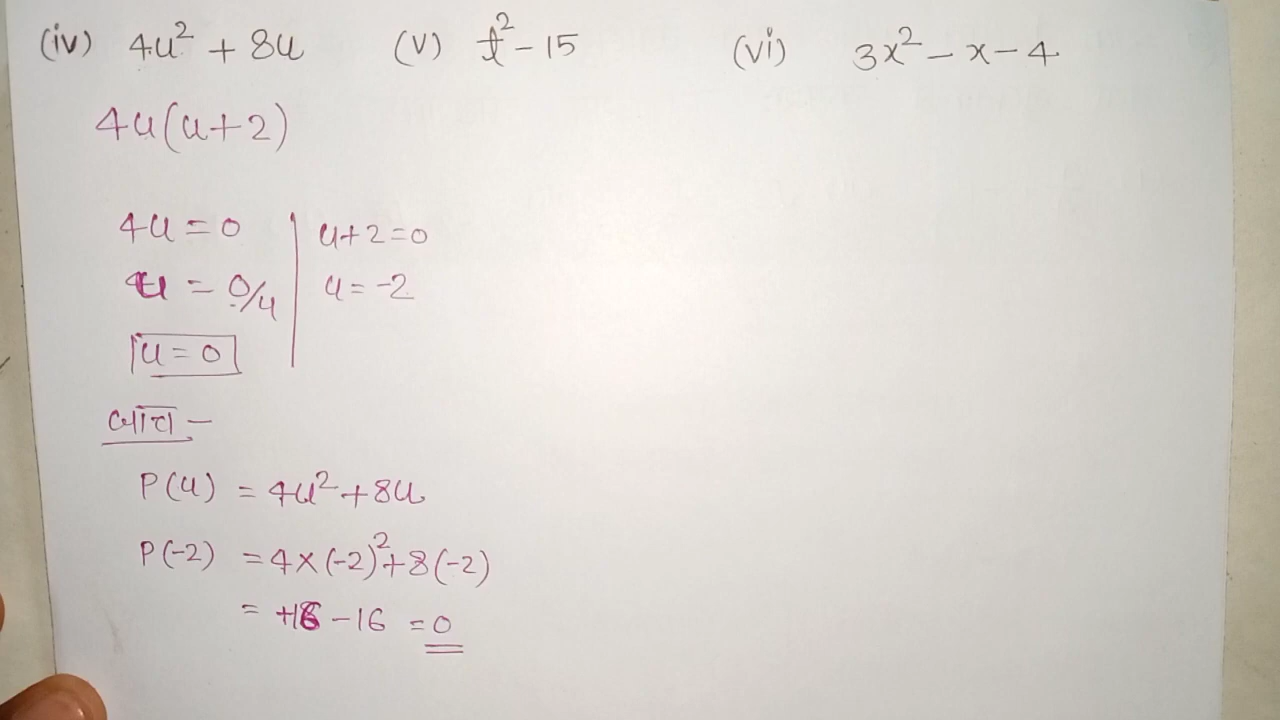 (iv) 4u² + 8u (v) t² - 15 (vi) 3x² - x - 4
4u(u+2)
4u = 0 u+2=0
u = 0/4 u = -2
u = 0
जांच -
P(u) = 4u² + 8u
P(-2) = 4×(-2)² + 8(-2)
= +16 - 16 = 0